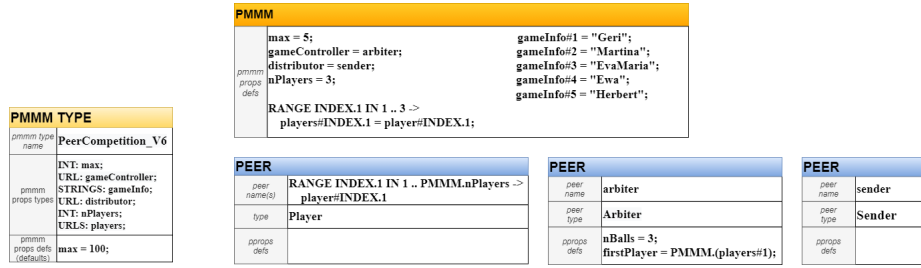 PMMM TYPE
pmmm type name
PeerCompetition_V6
pmmm props types
INT: max;
URL: gameController;
STRINGS: gameInfo;
URL: distributor;
INT: nPlayers;
URLS: players;
pmmm props defs (defaults)
max = 100;
PMMM
pmmm props defs
max = 5;
gameController = arbiter;
distributor = sender;
nPlayers = 3;
RANGE INDEX.1 IN 1 .. 3 ->
players#INDEX.1 = player#INDEX.1;
gameInfo#1 = "Geri";
gameInfo#2 = "Martina";
gameInfo#3 = "EvaMaria";
gameInfo#4 = "Ewa";
gameInfo#5 = "Herbert";
PEER
peer name(s)
RANGE INDEX.1 IN 1 .. PMMM.nPlayers ->
player#INDEX.1
type
Player
pprops defs
PEER
peer name
arbiter
peer type
Arbiter
pprops defs
nBalls = 3;
firstPlayer = PMMM.(players#1);
PEER
peer name
sender
peer type
Sender
pprops defs